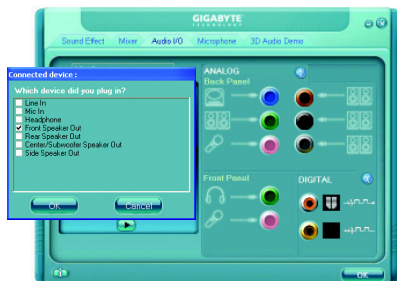 GIGABYTE
TECHNOLOGY
Sound Effect Mixer Audio I/O Microphone 3D Audio Demo
Connected device :
Which device did you plug in?
Line In
Mic In
Headphone
Front Speaker Out
Rear Speaker Out
Center/Subwoofer Speaker Out
Side Speaker Out
OK Cancel
ANALOG
Back Panel
Front Panel
DIGITAL
OK